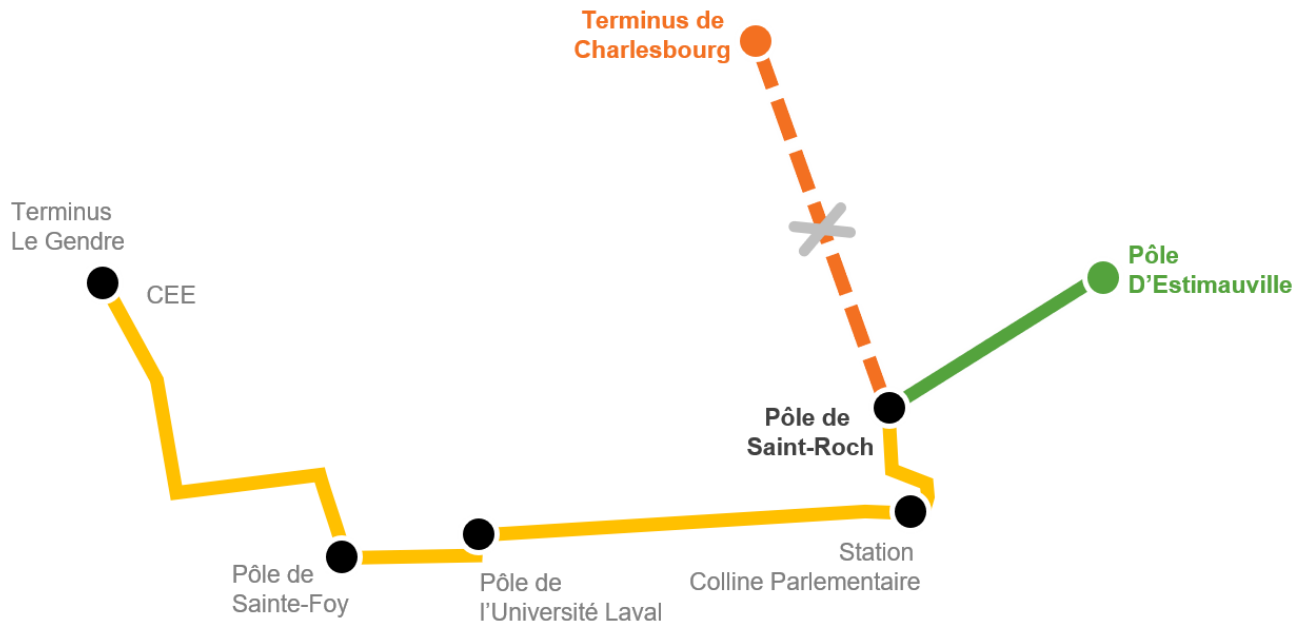 Terminus de
Charlesbourg
Terminus
Le Gendre
CEE
Pôle
D’Estimauville
Pôle de
Saint-Roch
Station
Colline Parlementaire
Pôle de
Sainte-Foy
Pôle de
l’Université Laval